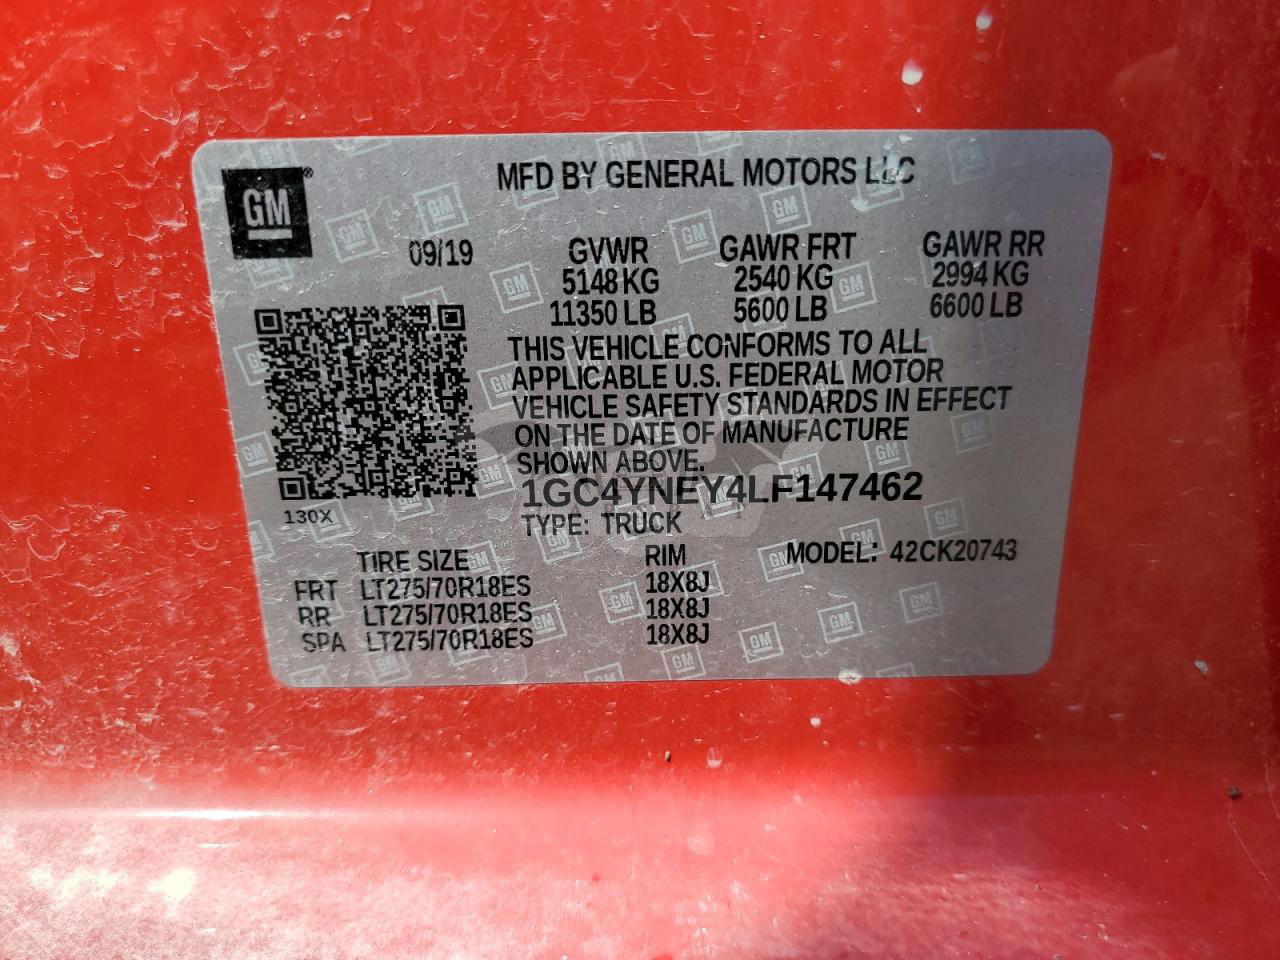 GM®
MFD BY GENERAL MOTORS LLC
09/19
GVWR GAWR FRT GAWR RR
5148 KG 2540 KG 2994 KG
11350 LB 5600 LB 6600 LB
THIS VEHICLE CONFORMS TO ALL
APPLICABLE U.S. FEDERAL MOTOR
VEHICLE SAFETY STANDARDS IN EFFECT
ON THE DATE OF MANUFACTURE
SHOWN ABOVE.
1GC4YNEY4LF147462
130X
TYPE: TRUCK
MODEL: 42CK20743
TIRE SIZE RIM
FRT LT275/70R18ES 18X8J
RR LT275/70R18ES 18X8J
SPA LT275/70R18ES 18X8J